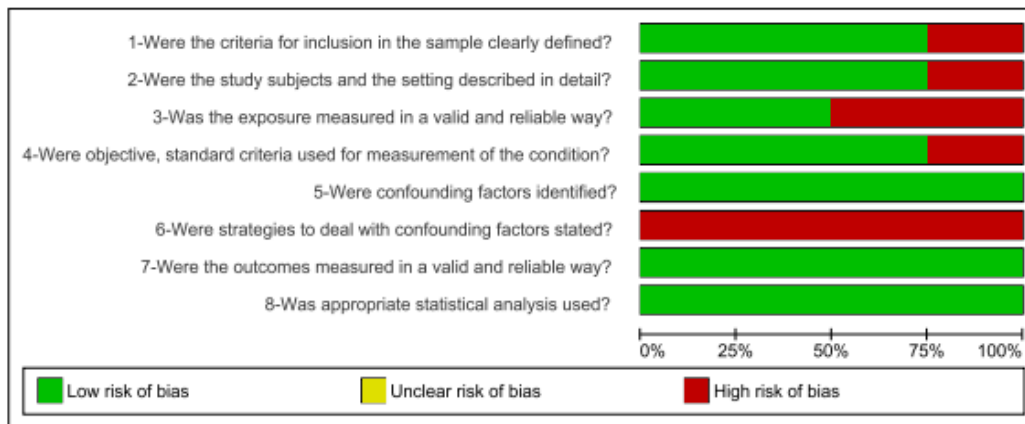 1-Were the criteria for inclusion in the sample clearly defined?
2-Were the study subjects and the setting described in detail?
3-Was the exposure measured in a valid and reliable way?
4-Were objective, standard criteria used for measurement of the condition?
5-Were confounding factors identified?
6-Were strategies to deal with confounding factors stated?
7-Were the outcomes measured in a valid and reliable way?
8-Was appropriate statistical analysis used?
0% 25% 50% 75% 100%
Low risk of bias Unclear risk of bias High risk of bias